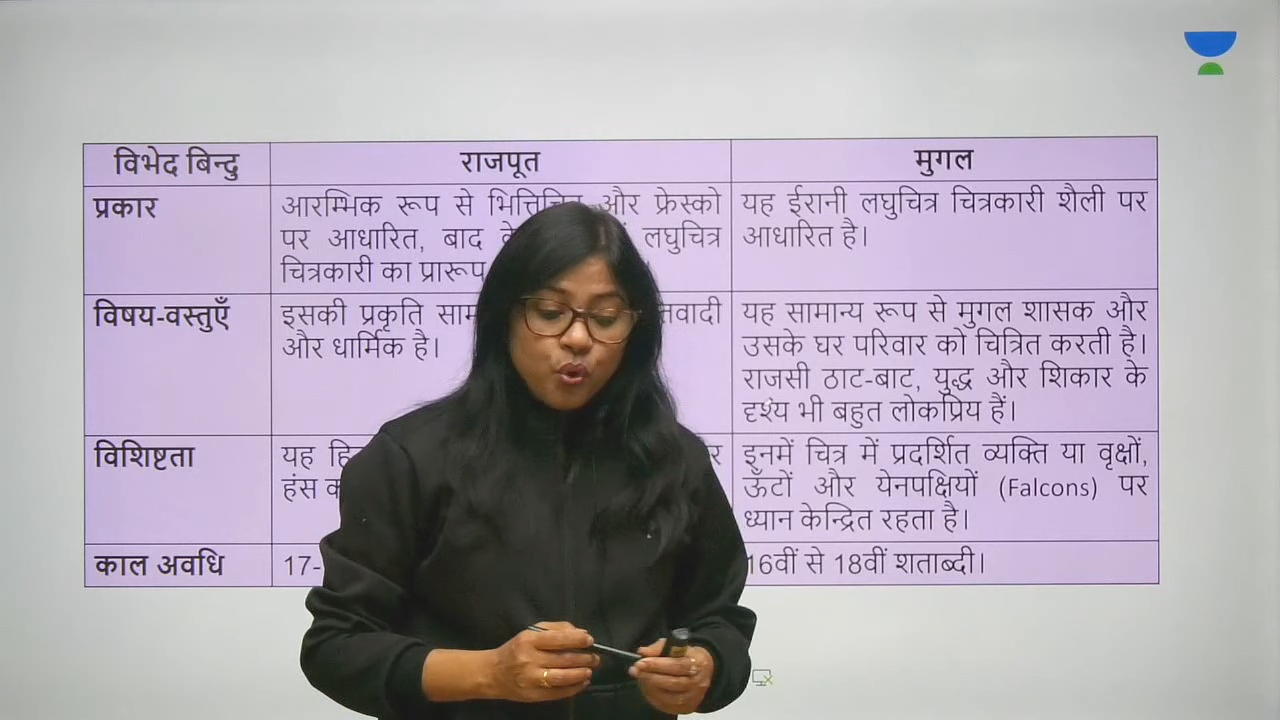 विभेद बिन्दु राजपूत मुगल
प्रकार
आरम्भिक रूप से भित्तिचित्र और फ्रेस्को
पर आधारित, बाद लघुचित्र
चित्रकारी का प्रारूप
यह ईरानी लघुचित्र चित्रकारी शैली पर
आधारित है।
विषय-वस्तुएँ
इसकी प्रकृति
और धार्मिक है।
यह सामान्य रूप से मुगल शासक और
उसके घर परिवार को चित्रित करती है।
राजसी ठाट-बाट, युद्ध और शिकार के
दृश्य भी बहुत लोकप्रिय हैं।
विशिष्टता
यह
हंस
इनमें चित्र में प्रदर्शित व्यक्ति या वृक्षों,
ऊँटों और येनपक्षियों (Falcons) पर
ध्यान केन्द्रित रहता है।
काल अवधि
17-
16वीं से 18वीं शताब्दी।